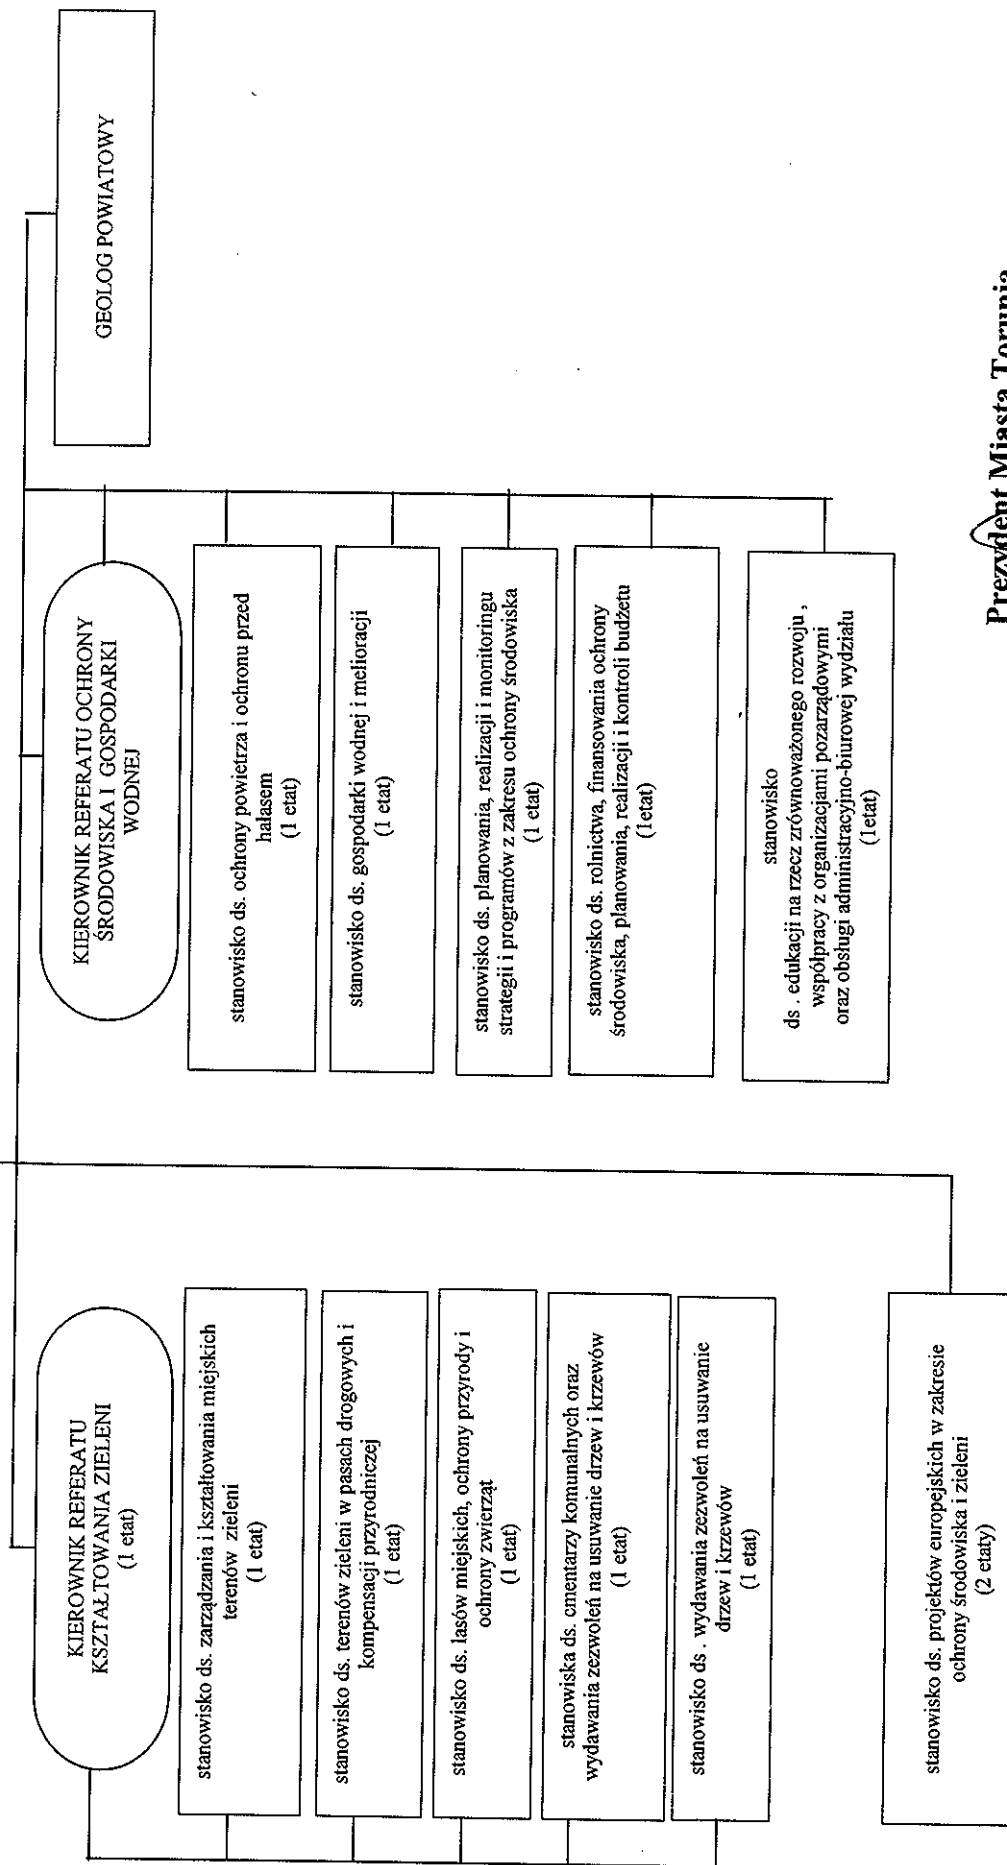 KIEROWNIK REFERATU
KSZTAŁTOWANIA ZIELENI
(1 etat)
stanowisko ds. zarządzania i kształtowania miejskich
terenów zieleni
(1 etat)
stanowisko ds. terenów zieleni w pasach drogowych i
kompensacji przyrodniczej
(1 etat)
stanowisko ds. lasów miejskich, ochrony przyrody i
ochrony zwierząt
(1 etat)
stanowiska ds. cmentarzy komunalnych oraz
wydawania zezwoleń na usuwanie drzew i krzewów
(1 etat)
stanowisko ds . wydawania zezwoleń na usuwanie
drzew i krzewów
(1 etat)
stanowisko ds. projektów europejskich w zakresie
ochrony środowiska i zieleni
(2 etaty)
KIEROWNIK REFERATU OCHRONY
ŚRODOWISKA I GOSPODARKI
WODNEJ
stanowisko ds. ochrony powietrza i ochronu przed
hałasem
(1 etat)
stanowisko ds. gospodarki wodnej i melioracji
(1 etat)
stanowisko ds. planowania, realizacji i monitoringu
strategii i programów z zakresu ochrony środowiska
(1 etat)
stanowisko ds. rolnictwa, finansowania ochrony
środowiska, planowania, realizacji i kontroli budżetu
(1etat)
stanowisko
ds . edukacji na rzecz zrównoważonego rozwoju ,
współpracy z organizacjami pozarządowymi
oraz obsługi administracyjno-biurowej wydziału
(1etat)
GEOLOG POWIATOWY
Prezydent Miasta Torunia